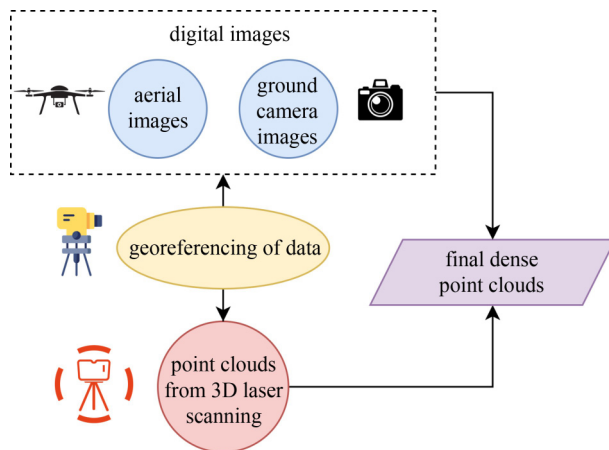 digital images
aerial
images
ground
camera
images
georeferencing of data
final dense
point clouds
point clouds
from 3D laser
scanning